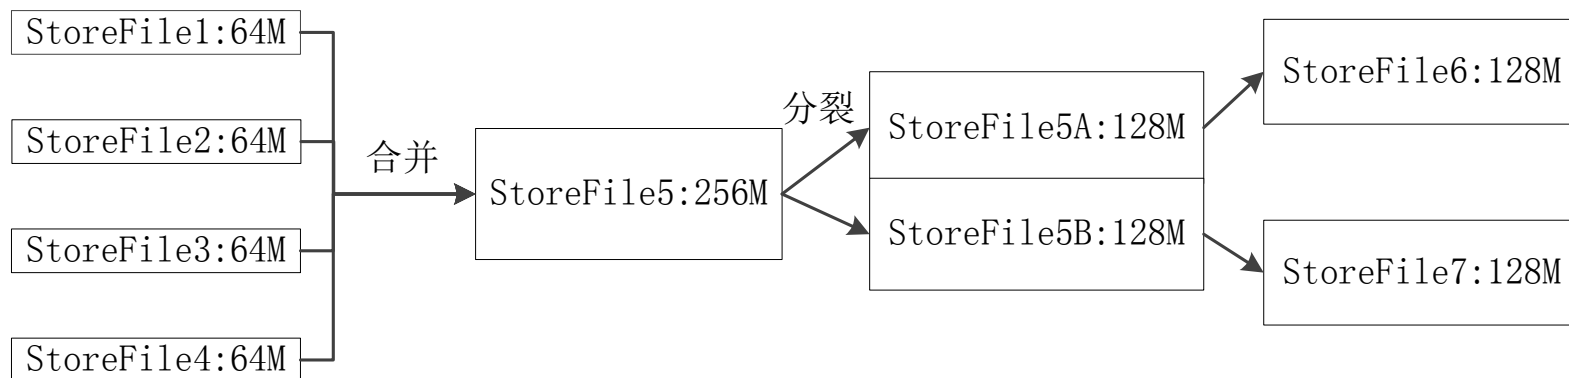 StoreFile1:64M
StoreFile2:64M
StoreFile3:64M
StoreFile4:64M
合并
StoreFile5:256M
分裂
StoreFile5A:128M
StoreFile5B:128M
StoreFile6:128M
StoreFile7:128M